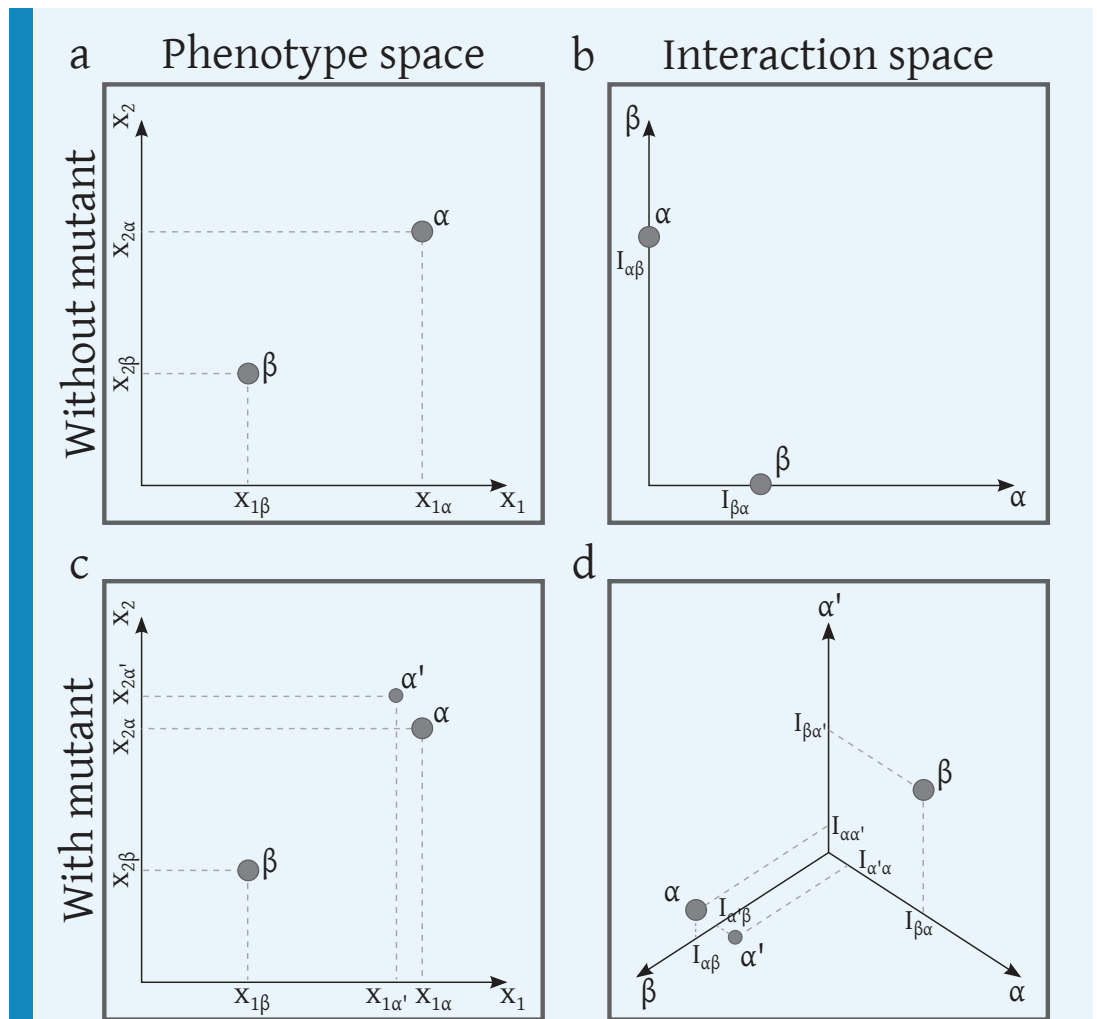 a
Phenotype space
b
Interaction space
Without mutant
x₂
x₂α
x₂β
α
β
x₁β
x₁α
x₁
β
α
Iαβ
β
Iβα
α
c
d
With mutant
x₂
x₂α'
x₂α
x₂β
α'
α
β
x₁β
x₁α'
x₁α
x₁
α'
Iβα'
β
Iαα'
Iα'α
α
Iα'β
Iβα
α'
Iαβ
β
α